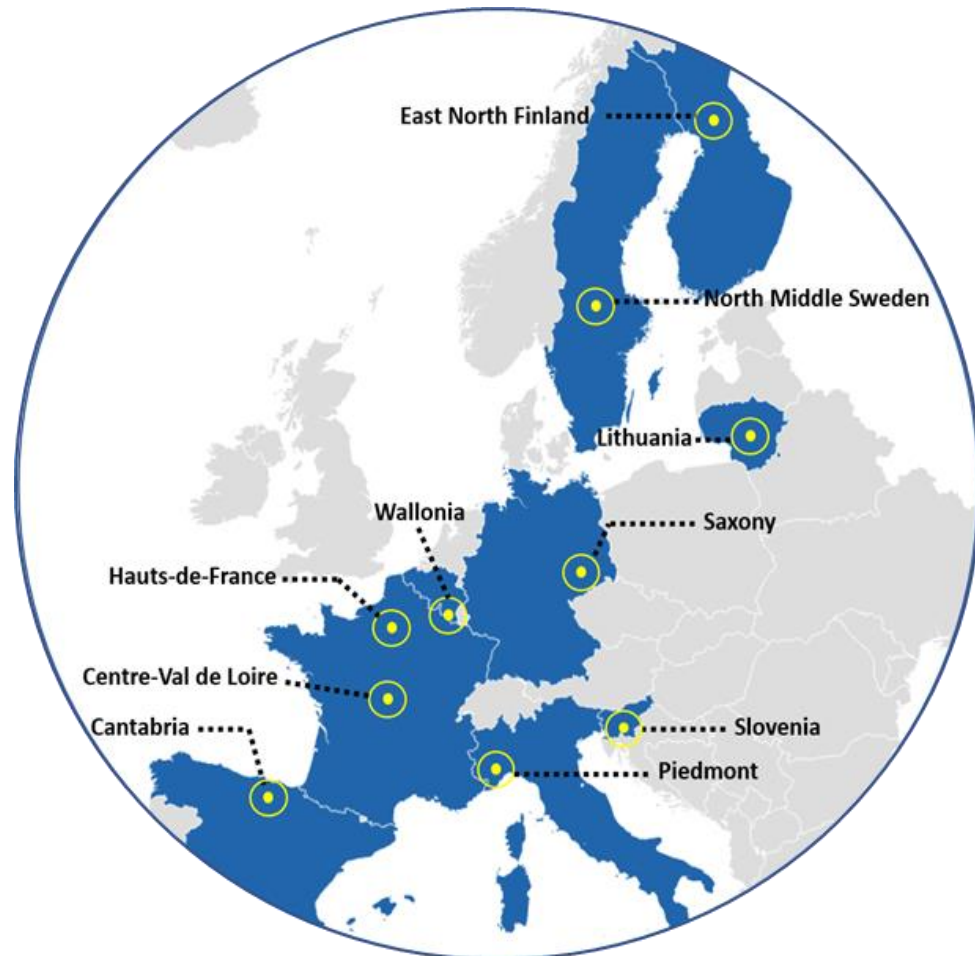 East North Finland
North Middle Sweden
Lithuania
Wallonia
Saxony
Hauts-de-France
Centre-Val de Loire
Cantabria
Slovenia
Piedmont